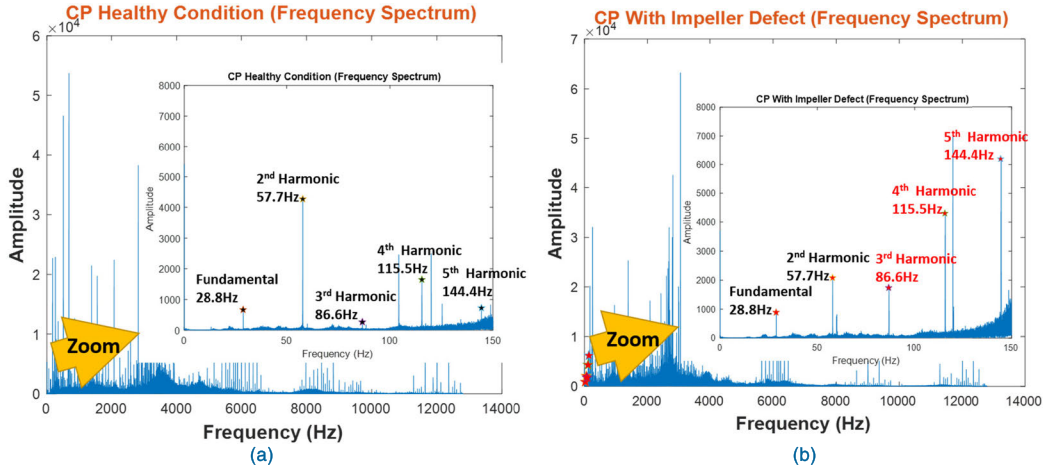 CP Healthy Condition (Frequency Spectrum)
×10⁴
6
5
4
3
2
1
0
Amplitude
0 2000 4000 6000 8000 10000 12000 14000
Frequency (Hz)
Zoom
CP Healthy Condition (Frequency Spectrum)
8000
7000
6000
5000
4000
3000
2000
1000
0
Amplitude
0 50 100 150
Frequency (Hz)
Fundamental
28.8Hz
2nd Harmonic
57.7Hz
3rd Harmonic
86.6Hz
4th Harmonic
115.5Hz
5th Harmonic
144.4Hz
(a)
CP With Impeller Defect (Frequency Spectrum)
×10⁴
7
6
5
4
3
2
1
0
Amplitude
0 2000 4000 6000 8000 10000 12000 14000
Frequency (Hz)
Zoom
CP With Impeller Defect (Frequency Spectrum)
8000
7000
6000
5000
4000
3000
2000
1000
0
Amplitude
0 50 100 150
Frequency (Hz)
Fundamental
28.8Hz
2nd Harmonic
57.7Hz
3rd Harmonic
86.6Hz
4th Harmonic
115.5Hz
5th Harmonic
144.4Hz
(b)